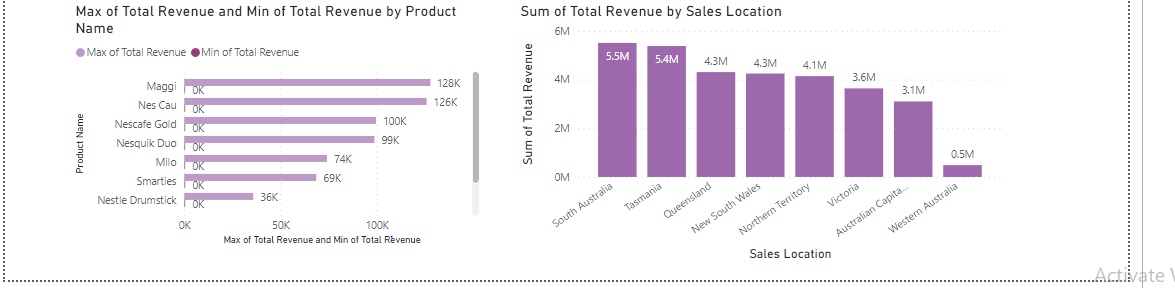 Max of Total Revenue and Min of Total Revenue by Product
Name
Max of Total Revenue Min of Total Revenue
Product Name
Maggi 128K
0K
Nes Cau 126K
0K
Nescafe Gold 100K
0K
Nesquik Duo 99K
0K
Milo 74K
0K
Smarties 69K
0K
Nestle Drumstick 36K
0K
0K 50K 100K
Max of Total Revenue and Min of Total Revenue
Sum of Total Revenue by Sales Location
Sum of Total Revenue
6M
4M
2M
0M
5.5M 5.4M 4.3M 4.3M 4.1M 3.6M 3.1M 0.5M
South Australia
Tasmania
Queensland
New South Wales
Northern Territory
Victoria
Australian Capita...
Western Australia
Sales Location
Activate